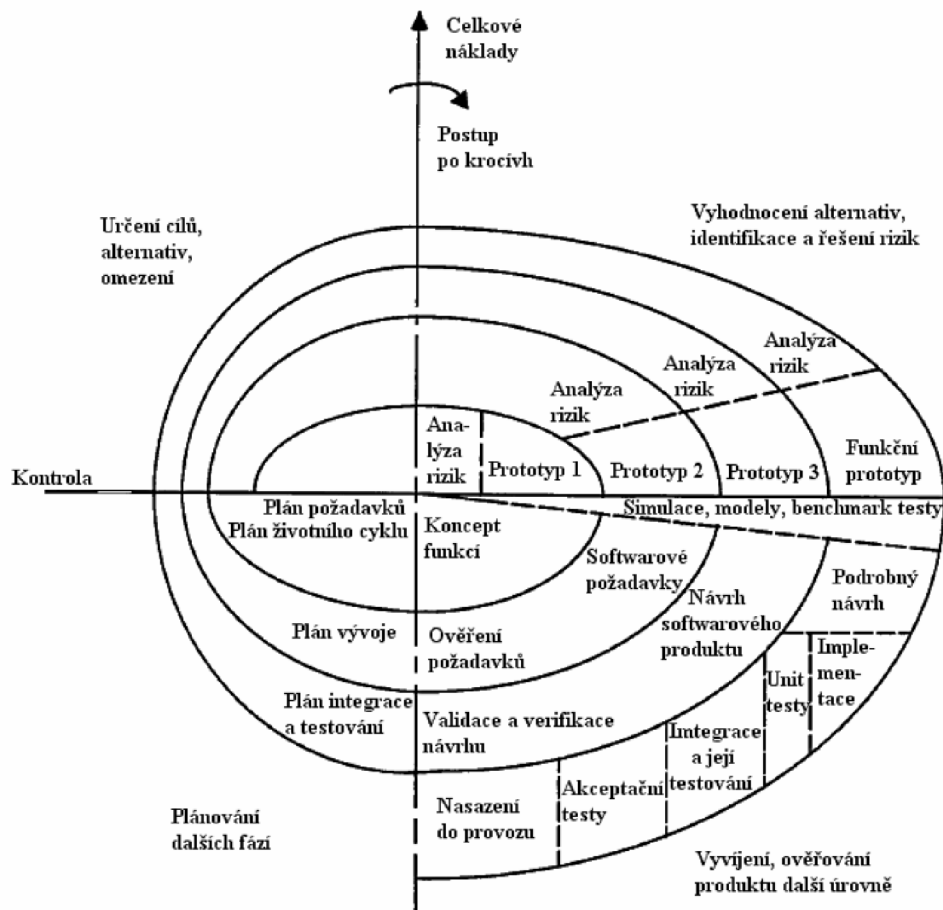 Celkové
náklady
Postup
po krocívh
Určení cílů,
alternativ,
omezení
Vyhodnocení alternativ,
identifikace a řešení rizik
Analýza
rizik
Analýza
rizik
Analýza
rizik
Ana-
lýza
rizik
Prototyp 1
Prototyp 2
Prototyp 3
Funkční
prototyp
Kontrola
Plán požadavků
Plán životního cyklu
Koncept
funkcí
Simulace, modely, benchmark testy
Softwarové
požadavky
Návrh
softwarového
produktu
Podrobný
návrh
Plán vývoje
Ověření
požadavků
Imple-
men-
tace
Unit
testy
Plán integrace
a testování
Validace a verifikace
návrhu
Imtegrace
a její
testování
Akceptační
testy
Nasazení
do provozu
Plánování
dalších fází
Vyvíjení, ověřování
produktu další úrovně